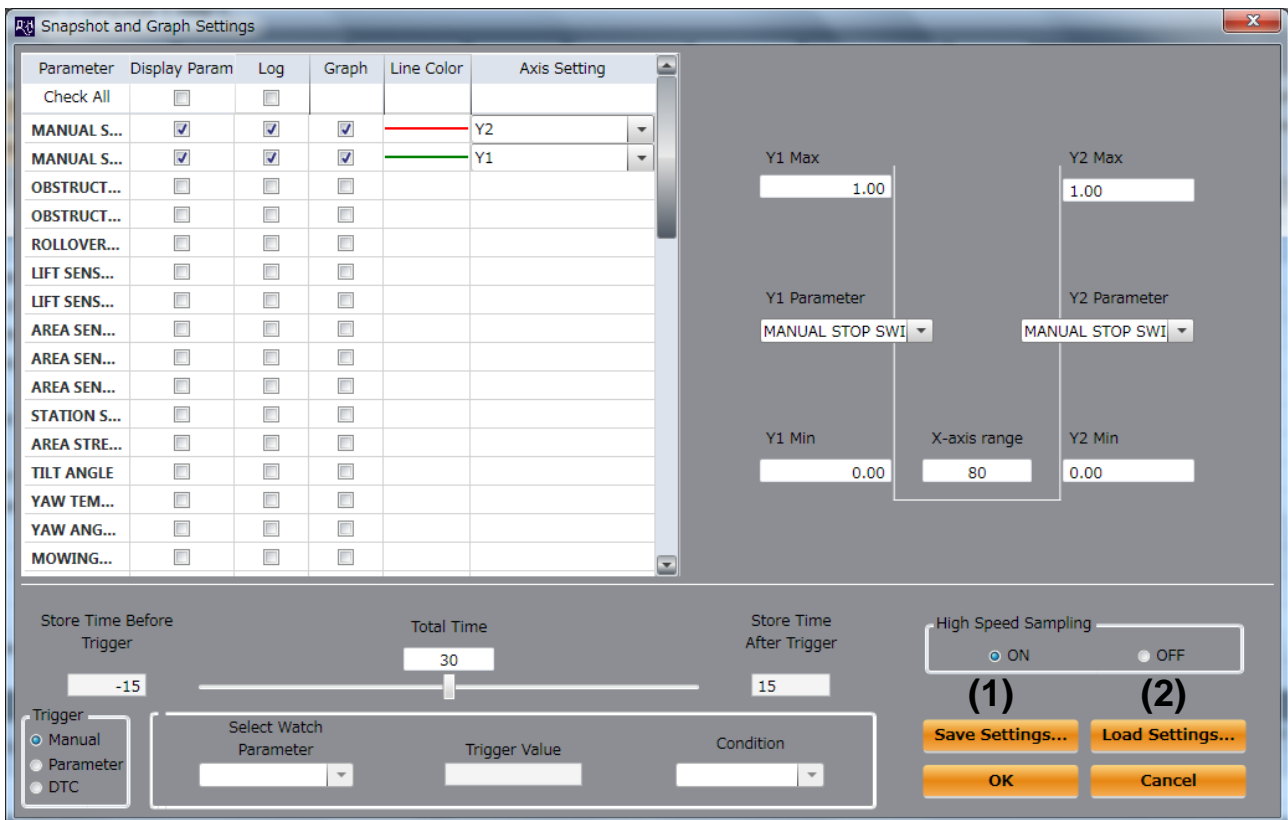 Snapshot and Graph Settings
Parameter Display Param Log Graph Line Color Axis Setting
Check All
MANUAL S... Y2
MANUAL S... Y1
OBSTRUCT...
OBSTRUCT...
ROLLOVER...
LIFT SENS...
LIFT SENS...
AREA SEN...
AREA SEN...
AREA SEN...
STATION S...
AREA STRE...
TILT ANGLE
YAW TEM...
YAW ANG...
MOWING...
Y1 Max Y2 Max
1.00 1.00
Y1 Parameter Y2 Parameter
MANUAL STOP SWI MANUAL STOP SWI
Y1 Min X-axis range Y2 Min
0.00 80 0.00
Store Time Before
Trigger
-15
Total Time
30
Store Time
After Trigger
15
High Speed Sampling
ON OFF
(1) (2)
Trigger
Manual
Parameter
DTC
Select Watch
Parameter
Trigger Value
Condition
Save Settings... Load Settings...
OK Cancel